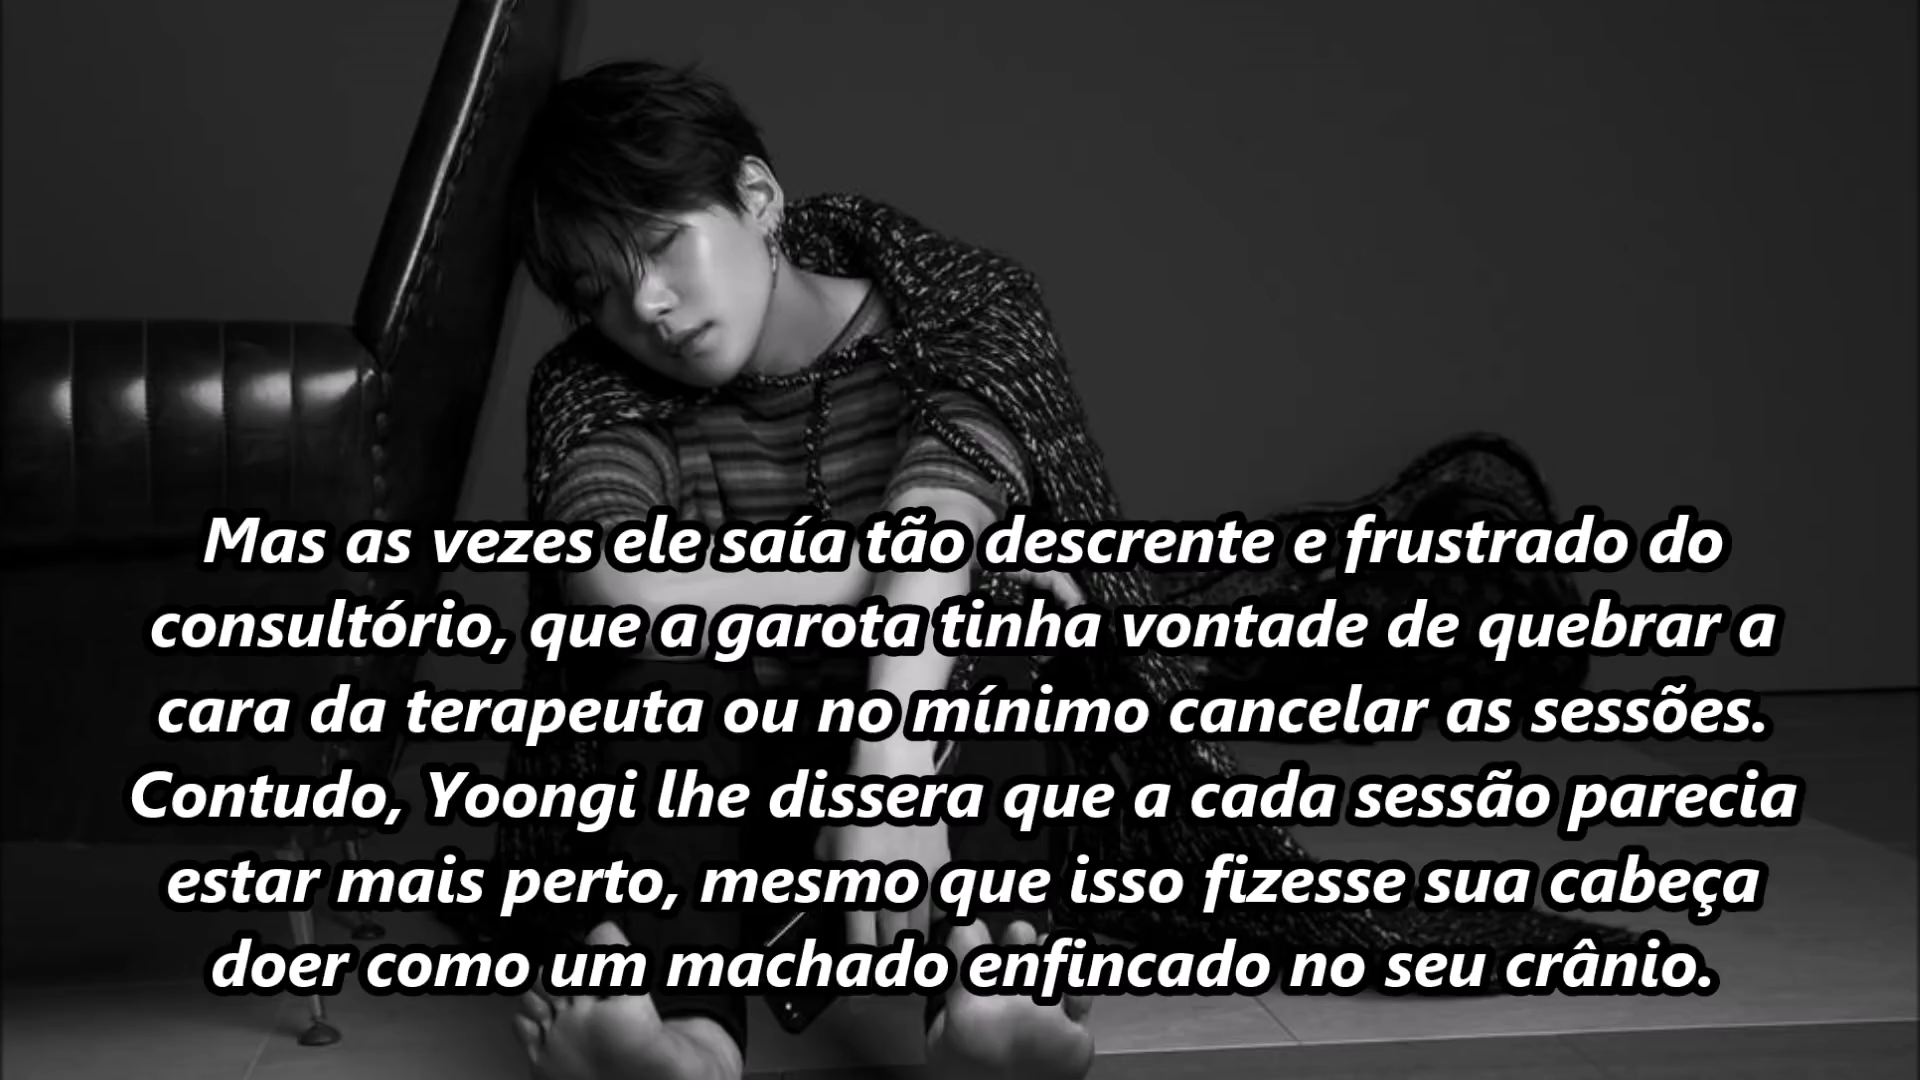 Mas as vezes ele saía tão descrente e frustrado do
consultório, que a garota tinha vontade de quebrar a
cara da terapeuta ou no mínimo cancelar as sessões.
Contudo, Yoongi lhe dissera que a cada sessão parecia
estar mais perto, mesmo que isso fizesse sua cabeça
doer como um machado enfincado no seu crânio.